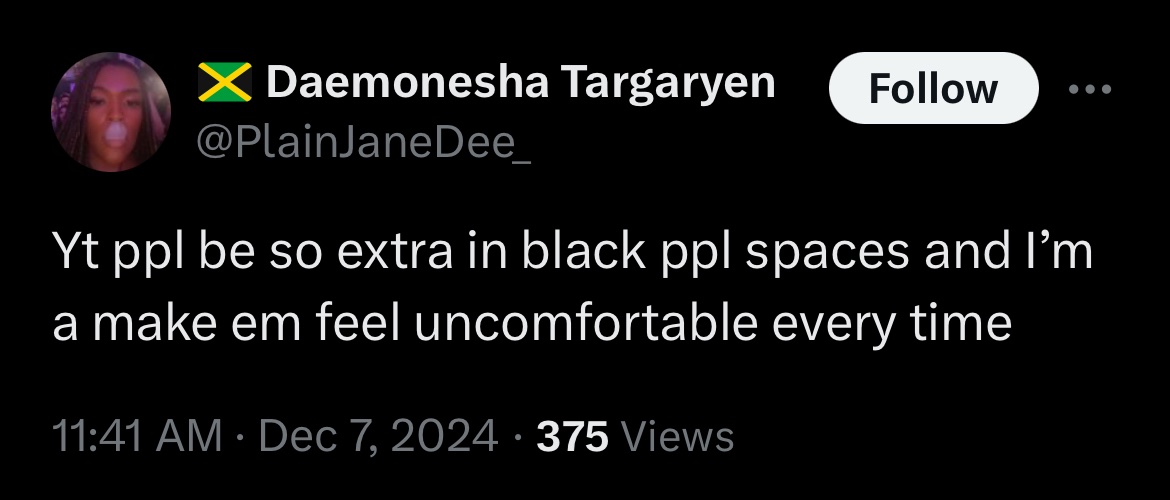 🇯🇲 Daemonesha Targaryen
Follow
@PlainJaneDee_
Yt ppl be so extra in black ppl spaces and I’m
a make em feel uncomfortable every time
11:41 AM · Dec 7, 2024 · 375 Views